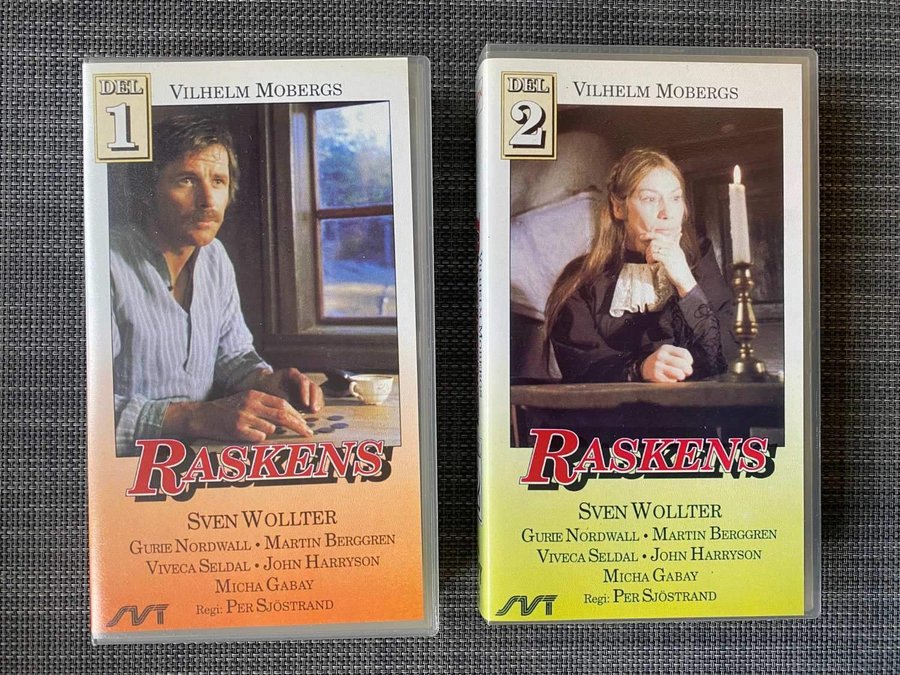 DEL
1
VILHELM MOBERGS
RASKENS
SVEN WOLLTER
GURIE NORDWALL • MARTIN BERGGREN
VIVECA SELDAL • JOHN HARRYSON
MICHA GABAY
Regi: PER SJÖSTRAND
SVT
DEL
2
VILHELM MOBERGS
RASKENS
SVEN WOLLTER
GURIE NORDWALL • MARTIN BERGGREN
VIVECA SELDAL • JOHN HARRYSON
MICHA GABAY
Regi: PER SJÖSTRAND
SVT